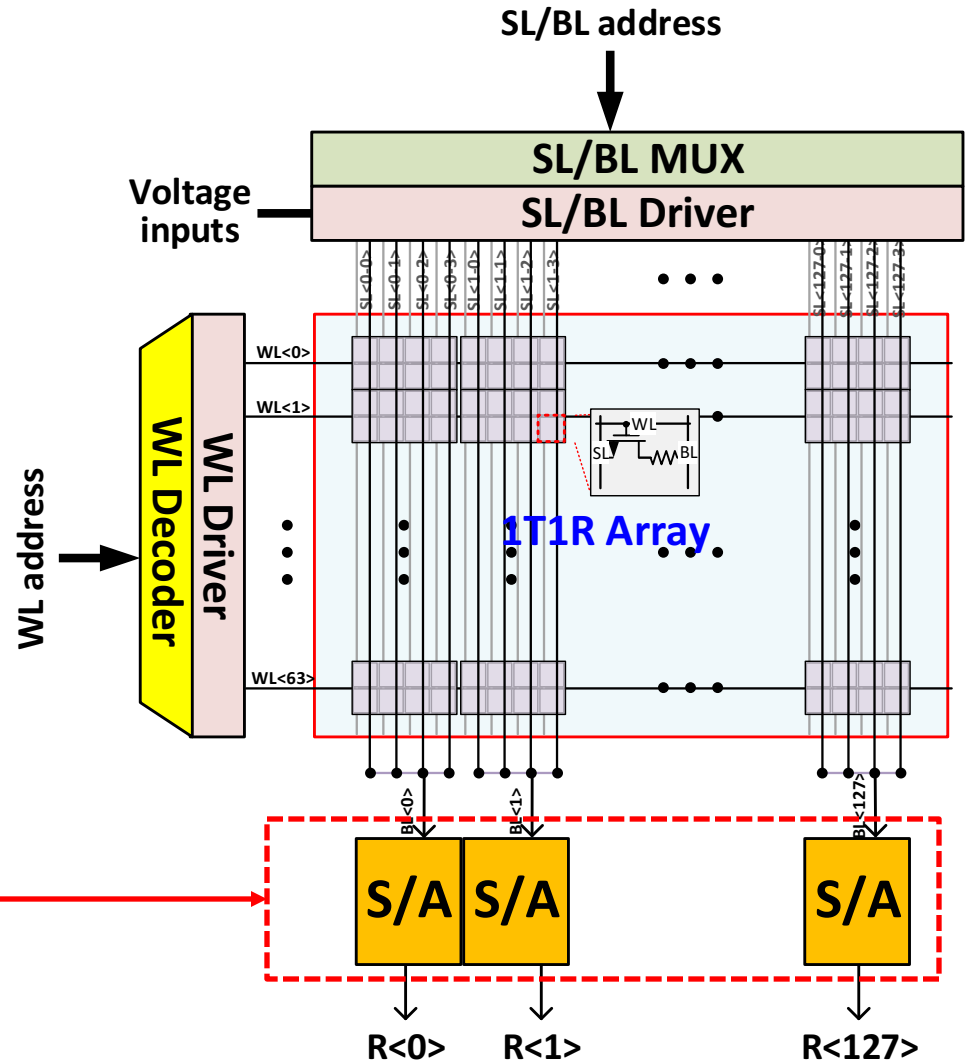 SL/BL address
SL/BL MUX
Voltage
inputs
SL/BL Driver
SL<0-0>
SL<0-1>
SL<0-2>
SL<0-3>
SL<1-0>
SL<1-1>
SL<1-2>
SL<1-3>
SL<127-0>
SL<127-1>
SL<127-2>
SL<127-3>
WL<0>
WL<1>
WL
SL
BL
WL address
WL Decoder
WL Driver
1T1R Array
WL<63>
BL<0>
BL<1>
BL<127>
S/A
S/A
S/A
R<0>
R<1>
R<127>